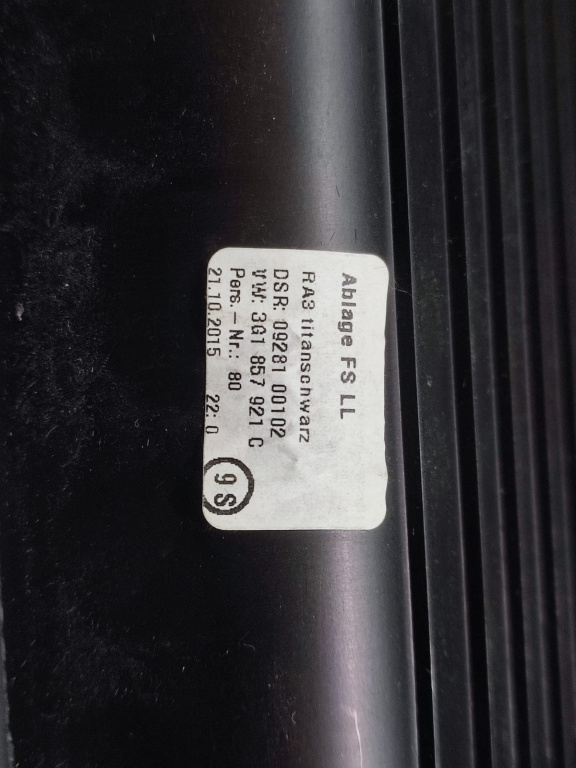 Ablage FS LL
RA3 titanschwarz
DSR: 09281 00102
VW: 3G1 857 921 C
Pers. – Nr.: 80
21.10.2015 22: 0
9 S